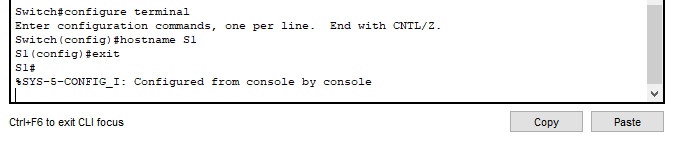 Switch#configure terminal
Enter configuration commands, one per line.  End with CNTL/Z.
Switch(config)#hostname S1
S1(config)#exit
S1#
%SYS-5-CONFIG_I: Configured from console by console
Ctrl+F6 to exit CLI focus
Copy
Paste